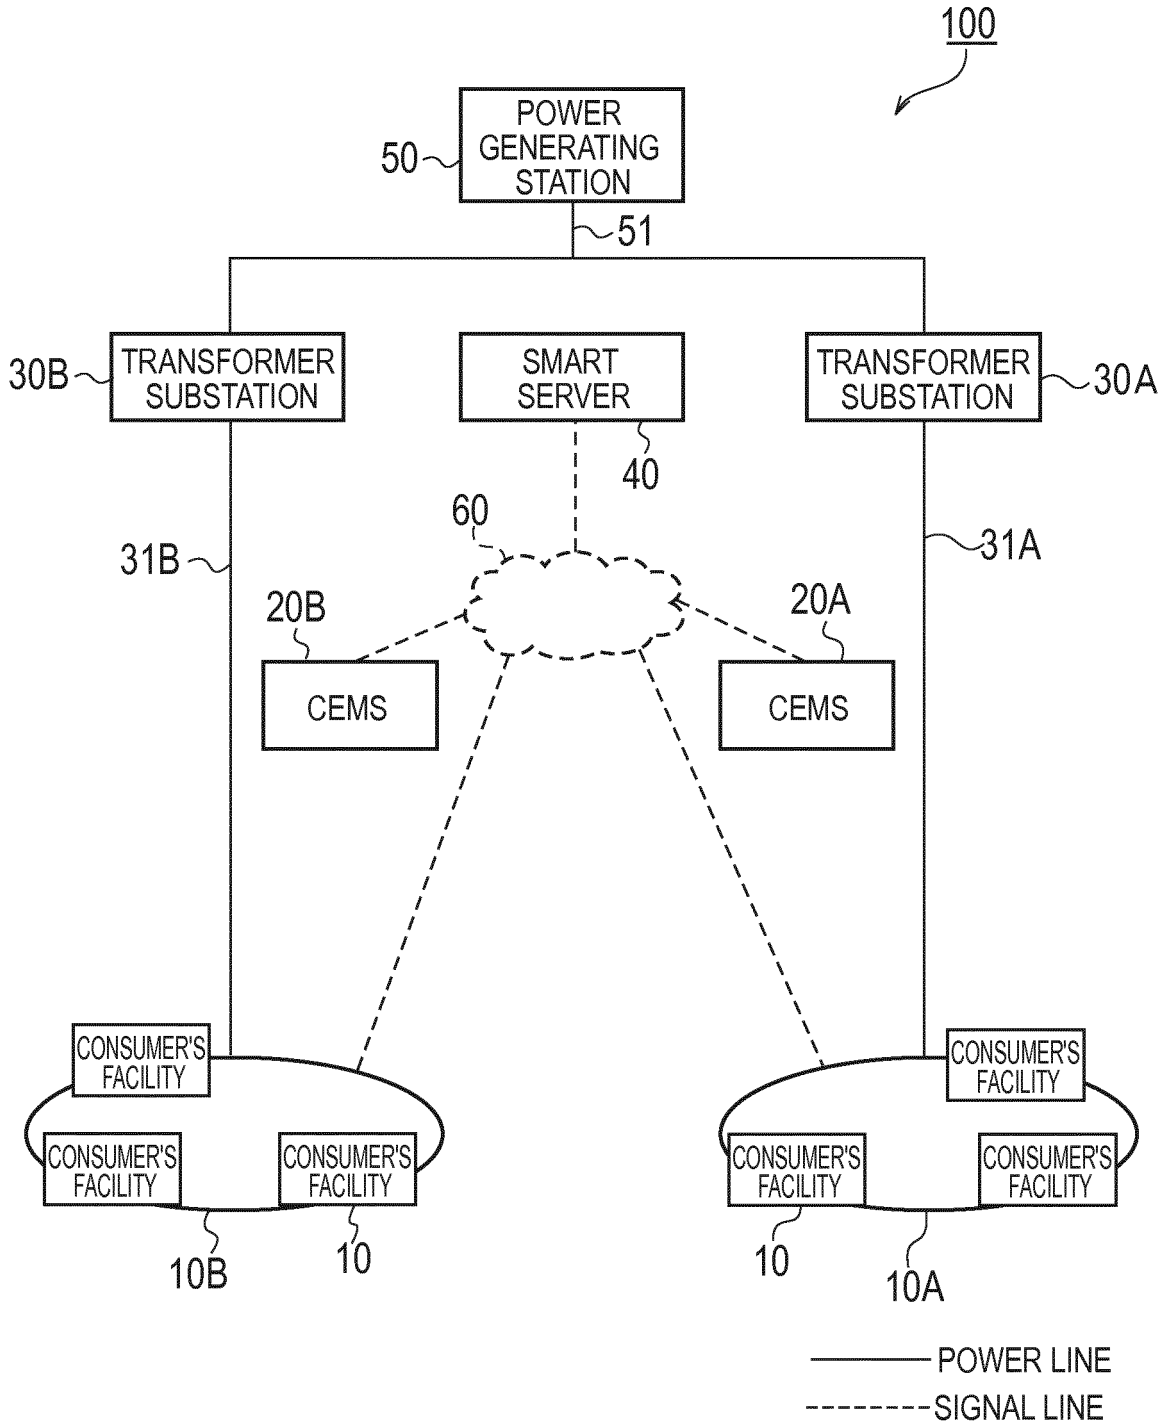 100
POWER
GENERATING
STATION
50
51
TRANSFORMER
SUBSTATION
30B
SMART
SERVER
40
TRANSFORMER
SUBSTATION
30A
60
31B
31A
20B
20A
CEMS
CEMS
CONSUMER'S
FACILITY
CONSUMER'S
FACILITY
CONSUMER'S
FACILITY
CONSUMER'S
FACILITY
CONSUMER'S
FACILITY
CONSUMER'S
FACILITY
10B
10
10
10A
POWER LINE
SIGNAL LINE